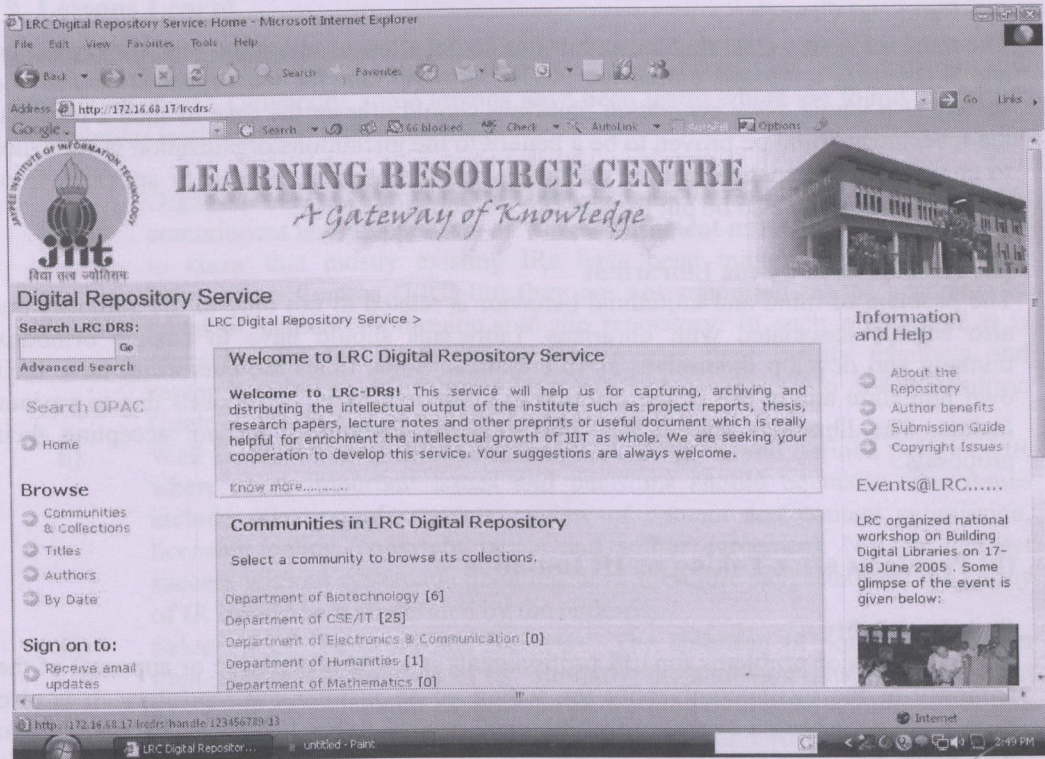 LRC Digital Repository Service: Home - Microsoft Internet Explorer
File Edit View Favorites Tools Help
Back Search Favorites
Address http://172.16.68.17/lrcdrs/ Go Links
Google Search 66 blocked Check AutoLink Options
JAYPEE INSTITUTE OF INFORMATION TECHNOLOGY
jiit
विद्या तत्व ज्योतिसमः
LEARNING RESOURCE CENTRE
A Gateway of Knowledge
Digital Repository Service
Search LRC DRS:
Go
Advanced Search
Search OPAC
Home
Browse
Communities
& Collections
Titles
Authors
By Date
Sign on to:
Receive email
updates
LRC Digital Repository Service >
Welcome to LRC Digital Repository Service
Welcome to LRC-DRS! This service will help us for capturing, archiving and
distributing the intellectual output of the institute such as project reports, thesis,
research papers, lecture notes and other preprints or useful document which is really
helpful for enrichment the intellectual growth of JIIT as whole. We are seeking your
cooperation to develop this service. Your suggestions are always welcome.
Know more...........
Communities in LRC Digital Repository
Select a community to browse its collections.
Department of Biotechnology [6]
Department of CSE/IT [25]
Department of Electronics & Communication [0]
Department of Humanities [1]
Department of Mathematics [0]
Information
and Help
About the
Repository
Author benefits
Submission Guide
Copyright Issues
Events@LRC......
LRC organized national
workshop on Building
Digital Libraries on 17-
18 June 2005 . Some
glimpse of the event is
given below:
http://172.16.68.17/lrcdrs/handle/123456789/13 Internet
LRC Digital Repositor... untitled - Paint 2:49 PM